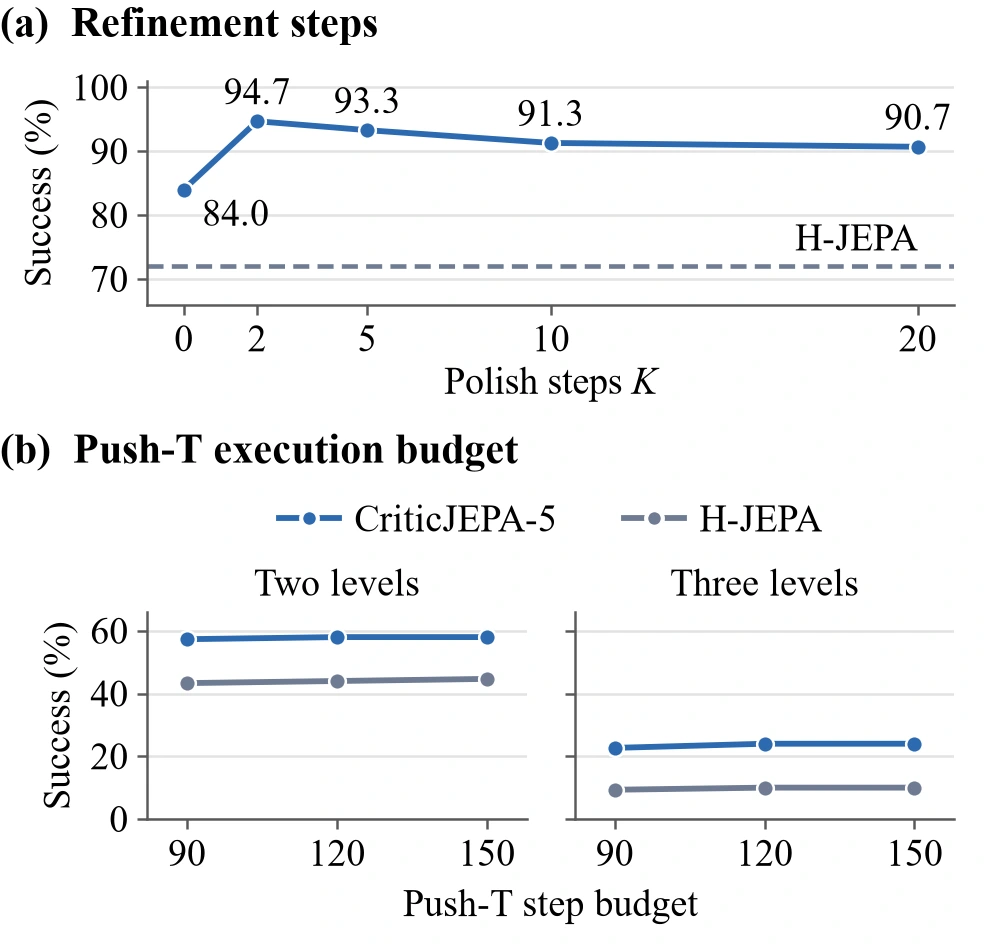 (a) Refinement steps
Success (%)
100
90
80
70
94.7
93.3
91.3
90.7
84.0
H-JEPA
0 2 5 10 20
Polish steps K
(b) Push-T execution budget
CriticJEPA-5 H-JEPA
Two levels
Three levels
Success (%)
60
40
20
0
90 120 150
90 120 150
Push-T step budget